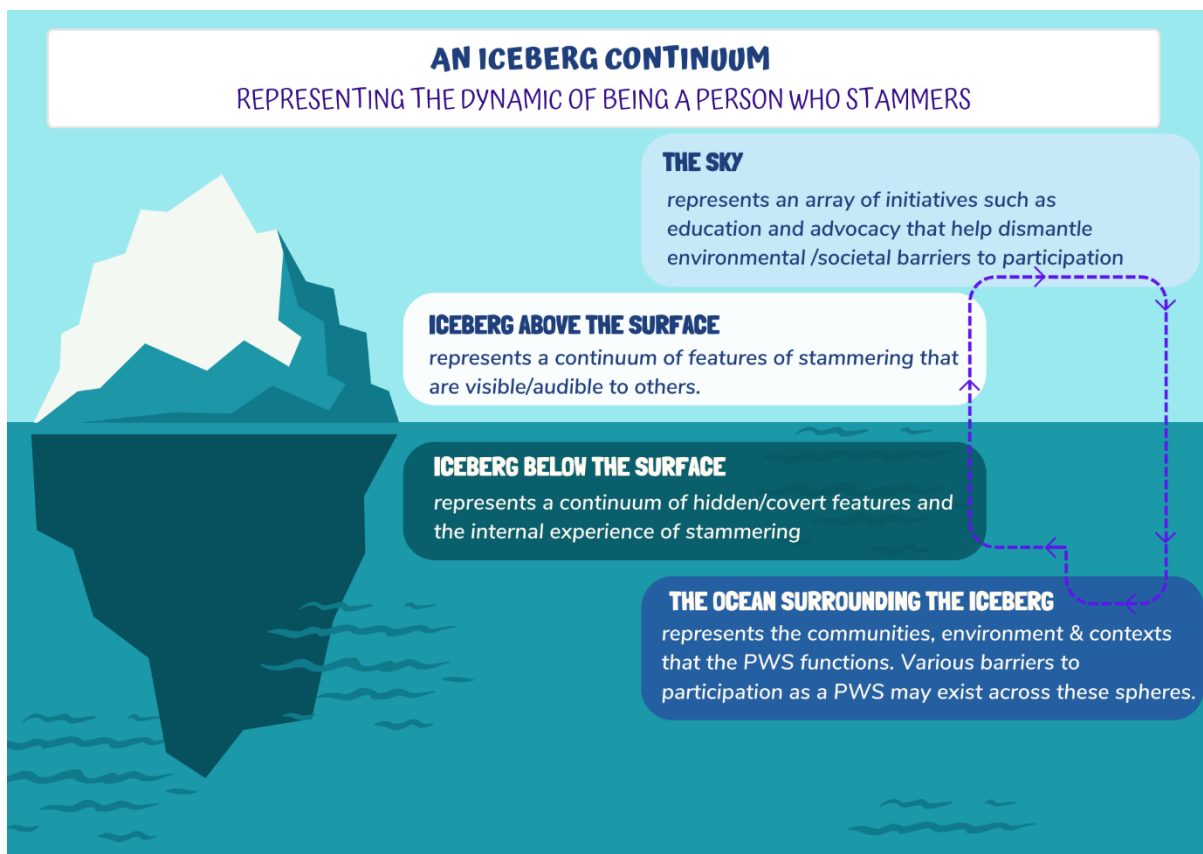 AN ICEBERG CONTINUUM
REPRESENTING THE DYNAMIC OF BEING A PERSON WHO STAMMERS
THE SKY
represents an array of initiatives such as
education and advocacy that help dismantle
environmental /societal barriers to participation
ICEBERG ABOVE THE SURFACE
represents a continuum of features of stammering that
are visible/audible to others.
ICEBERG BELOW THE SURFACE
represents a continuum of hidden/covert features and
the internal experience of stammering
THE OCEAN SURROUNDING THE ICEBERG
represents the communities, environment & contexts
that the PWS functions. Various barriers to
participation as a PWS may exist across these spheres.